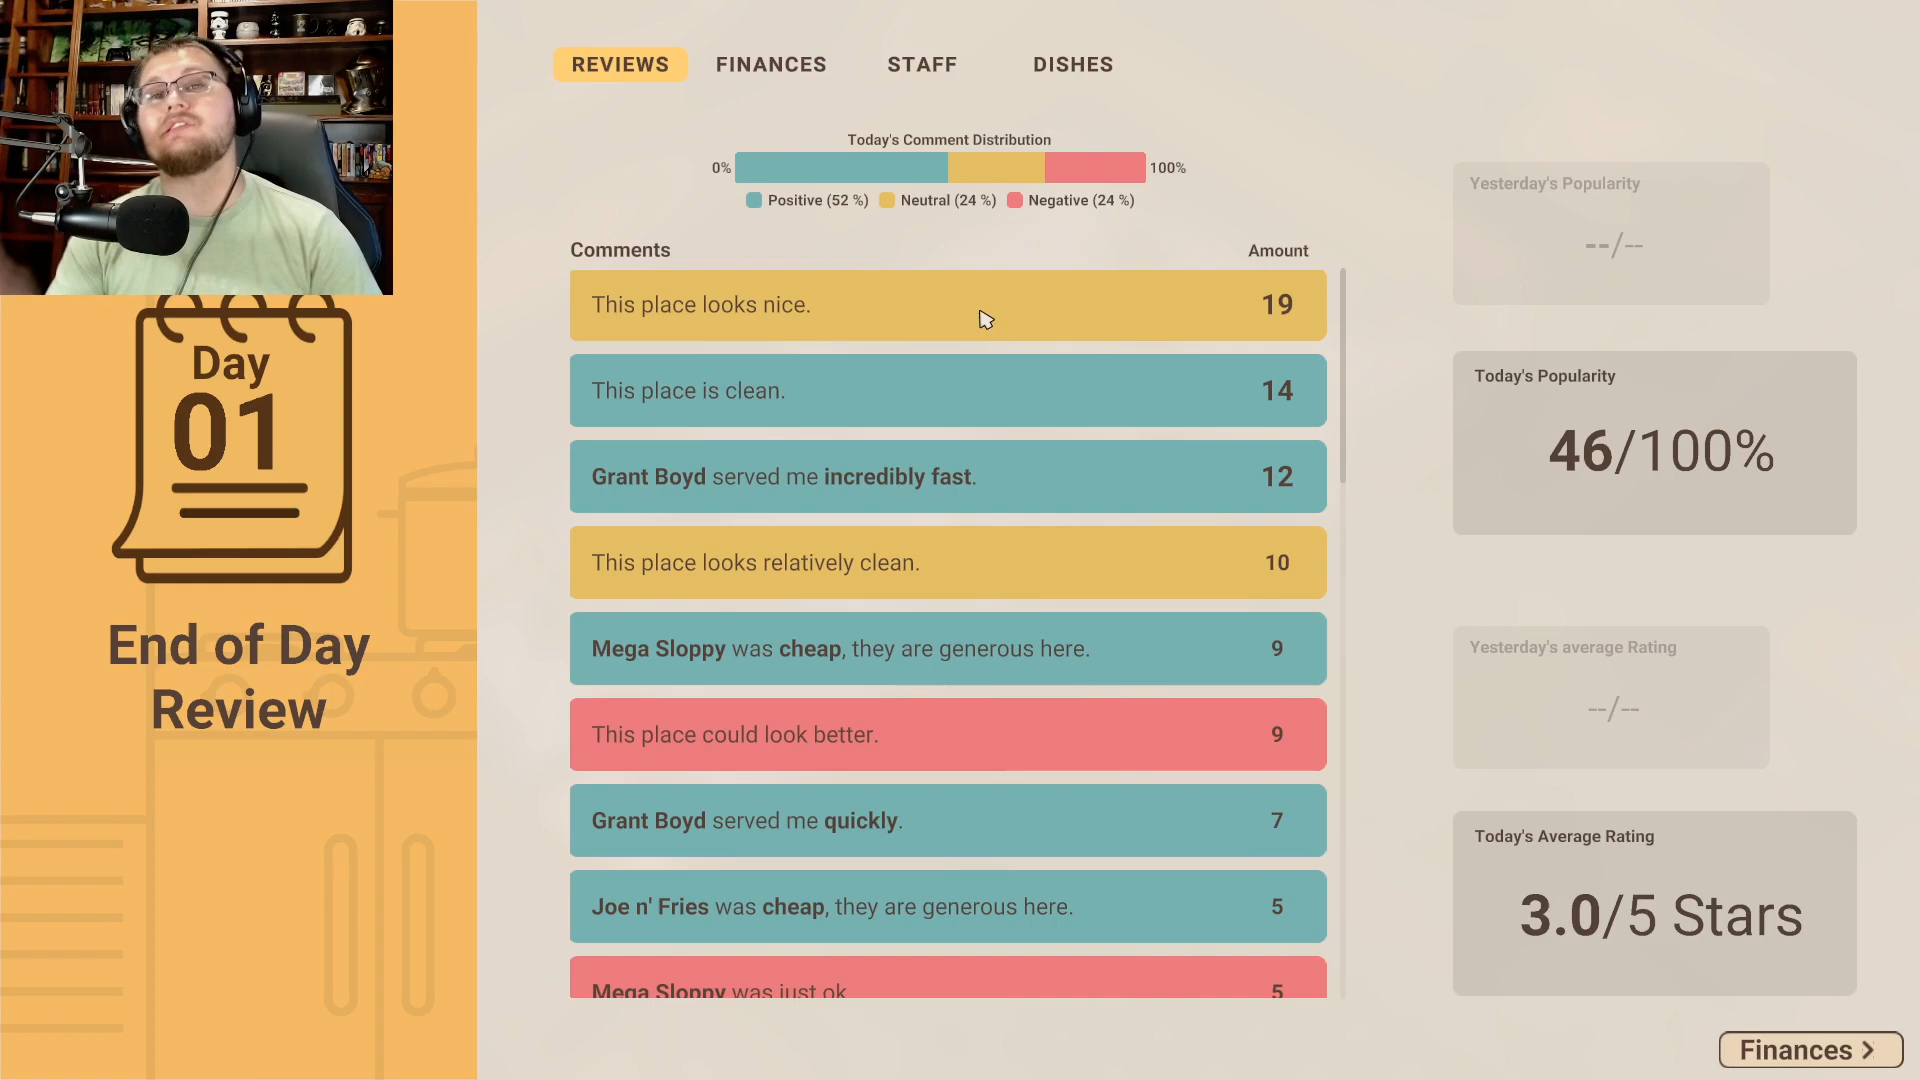 REVIEWS FINANCES STAFF DISHES
Today's Comment Distribution
0% 100%
Positive (52 %) Neutral (24 %) Negative (24 %)
Comments Amount
This place looks nice. 19
This place is clean. 14
Grant Boyd served me incredibly fast. 12
This place looks relatively clean. 10
Mega Sloppy was cheap, they are generous here. 9
This place could look better. 9
Grant Boyd served me quickly. 7
Joe n' Fries was cheap, they are generous here. 5
Mega Sloppy was just ok 5
Day
01
End of Day
Review
Yesterday's Popularity
--/--
Today's Popularity
46/100%
Yesterday's average Rating
--/--
Today's Average Rating
3.0/5 Stars
Finances >